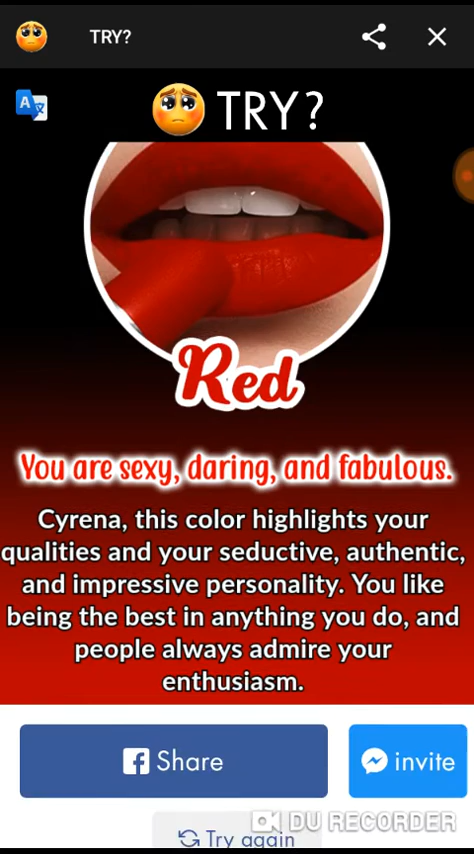 TRY?
TRY?
Red
You are sexy, daring, and fabulous.
Cyrena, this color highlights your
qualities and your seductive, authentic,
and impressive personality. You like
being the best in anything you do, and
people always admire your
enthusiasm.
Share
invite
Try again
DU RECORDER